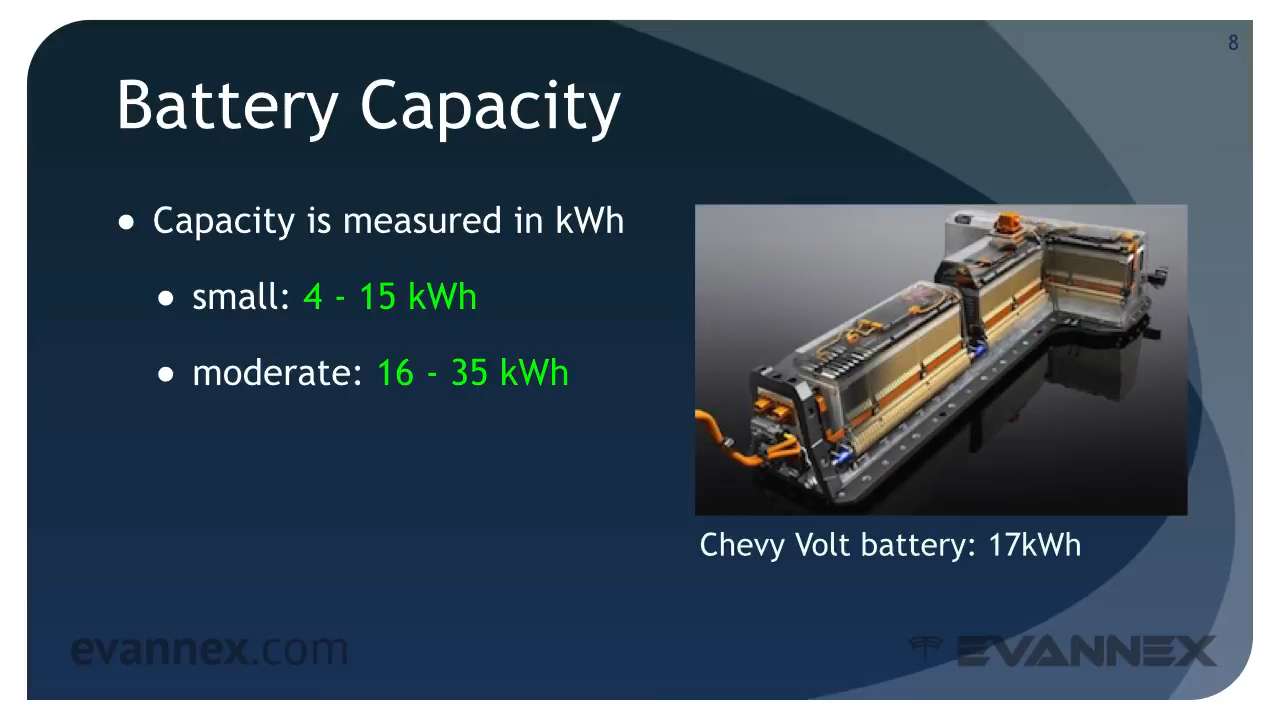 8
Battery Capacity
● Capacity is measured in kWh
● small: 4 - 15 kWh
● moderate: 16 - 35 kWh
Chevy Volt battery: 17kWh
evannex.com
EVANNEX